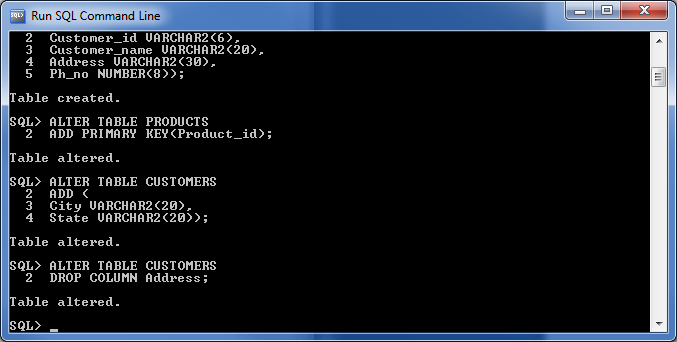 Run SQL Command Line
2 Customer_id VARCHAR2(6),
3 Customer_name VARCHAR2(20),
4 Address VARCHAR2(30),
5 Ph_no NUMBER(8));
Table created.
SQL> ALTER TABLE PRODUCTS
2 ADD PRIMARY KEY(Product_id);
Table altered.
SQL> ALTER TABLE CUSTOMERS
2 ADD (
3 City VARCHAR2(20),
4 State VARCHAR2(20));
Table altered.
SQL> ALTER TABLE CUSTOMERS
2 DROP COLUMN Address;
Table altered.
SQL> _